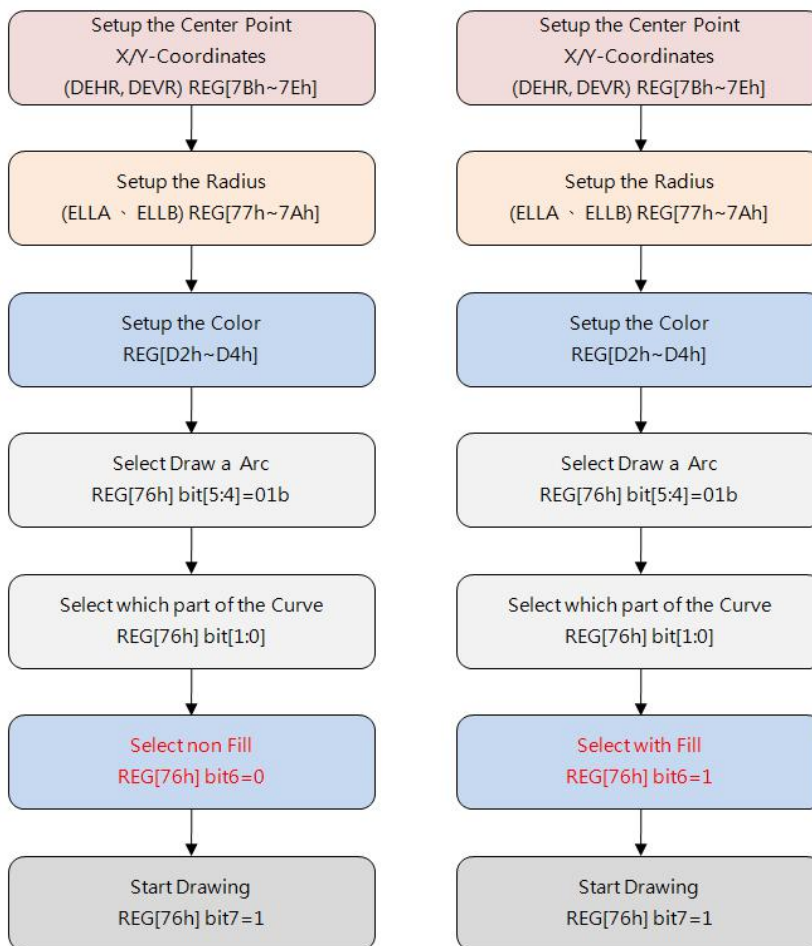 Setup the Center Point
X/Y-Coordinates
(DEHR, DEVR) REG[7Bh~7Eh]
Setup the Radius
(ELLA 、 ELLB) REG[77h~7Ah]
Setup the Color
REG[D2h~D4h]
Select Draw a Arc
REG[76h] bit[5:4]=01b
Select which part of the Curve
REG[76h] bit[1:0]
Select non Fill
REG[76h] bit6=0
Start Drawing
REG[76h] bit7=1
Setup the Center Point
X/Y-Coordinates
(DEHR, DEVR) REG[7Bh~7Eh]
Setup the Radius
(ELLA 、 ELLB) REG[77h~7Ah]
Setup the Color
REG[D2h~D4h]
Select Draw a Arc
REG[76h] bit[5:4]=01b
Select which part of the Curve
REG[76h] bit[1:0]
Select with Fill
REG[76h] bit6=1
Start Drawing
REG[76h] bit7=1